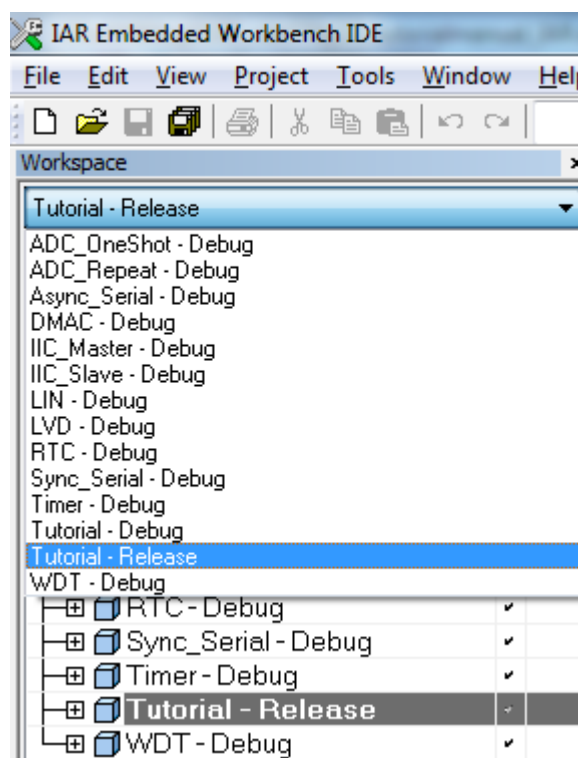 IAR Embedded Workbench IDE
File Edit View Project Tools Window Help
Workspace
Tutorial - Release
ADC_OneShot - Debug
ADC_Repeat - Debug
Async_Serial - Debug
DMAC - Debug
IIC_Master - Debug
IIC_Slave - Debug
LIN - Debug
LVD - Debug
RTC - Debug
Sync_Serial - Debug
Timer - Debug
Tutorial - Debug
Tutorial - Release
WDT - Debug
RTC - Debug
Sync_Serial - Debug
Timer - Debug
Tutorial - Release
WDT - Debug